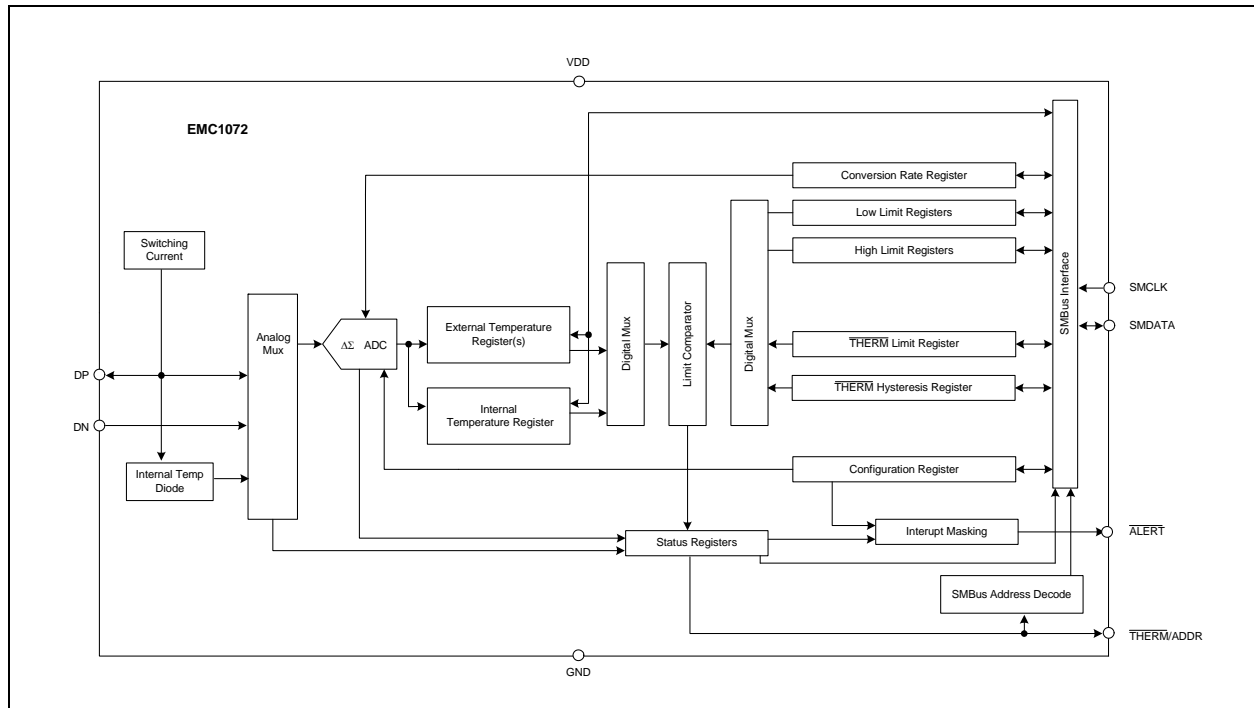 VDD
EMC1072
Conversion Rate Register
Low Limit Registers
High Limit Registers
Switching
Current
SMBus Interface
SMCLK
SMDATA
Analog
Mux
ΔΣ ADC
External Temperature
Register(s)
Digital Mux
Limit Comparator
Digital Mux
THERM Limit Register
THERM Hysteresis Register
DP
DN
Internal
Temperature Register
Internal Temp
Diode
Configuration Register
Status Registers
Interupt Masking
ALERT
SMBus Address Decode
THERM/ADDR
GND